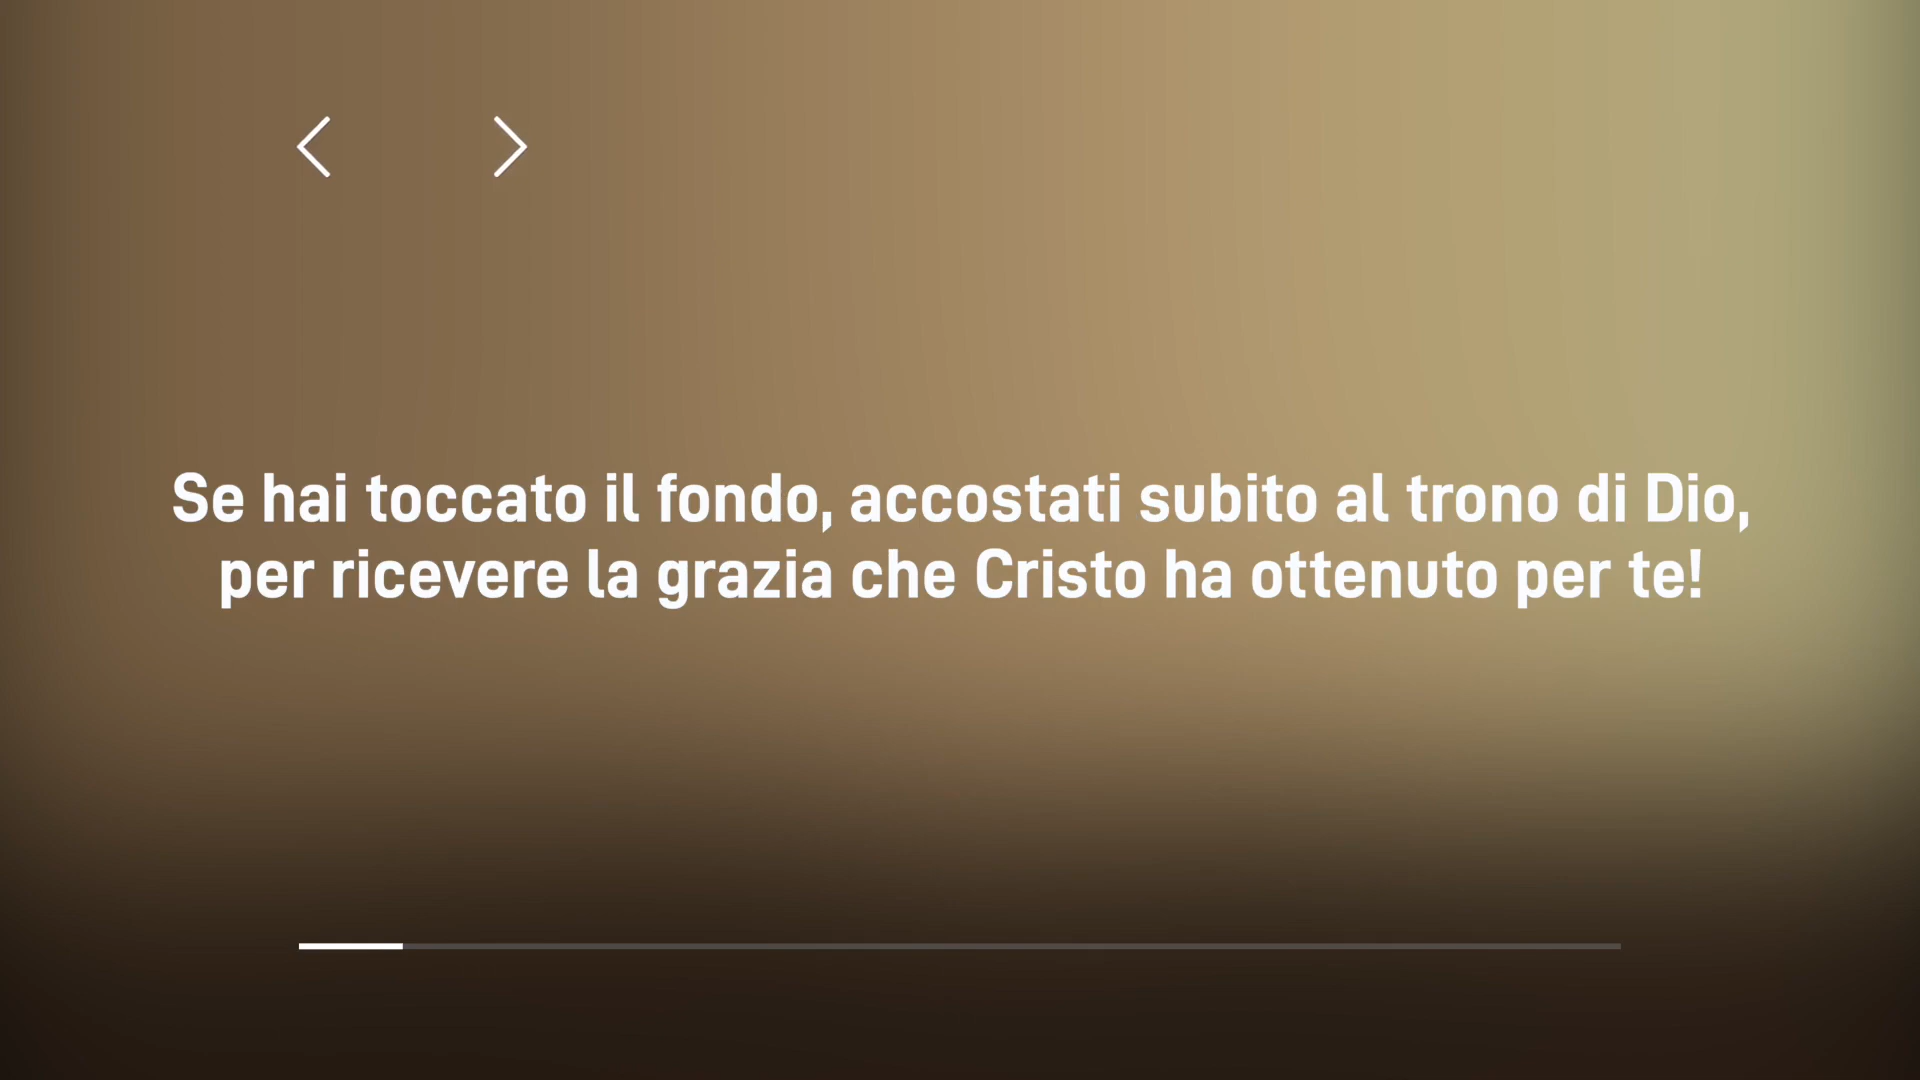 Se hai toccato il fondo, accostati subito al trono di Dio,
per ricevere la grazia che Cristo ha ottenuto per te!